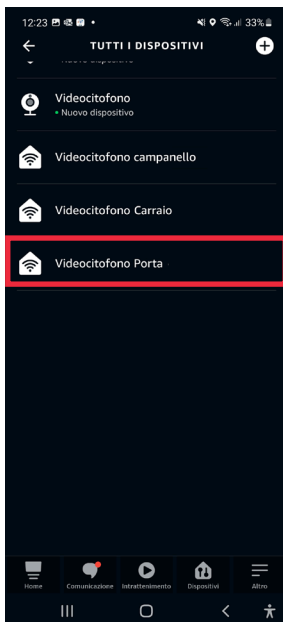 12:23 33%
TUTTI I DISPOSITIVI
Videocitofono
• Nuovo dispositivo
Videocitofono campanello
Videocitofono Carraio
Videocitofono Porta
Home Comunicazione Intrattenimento Dispositivi Altro